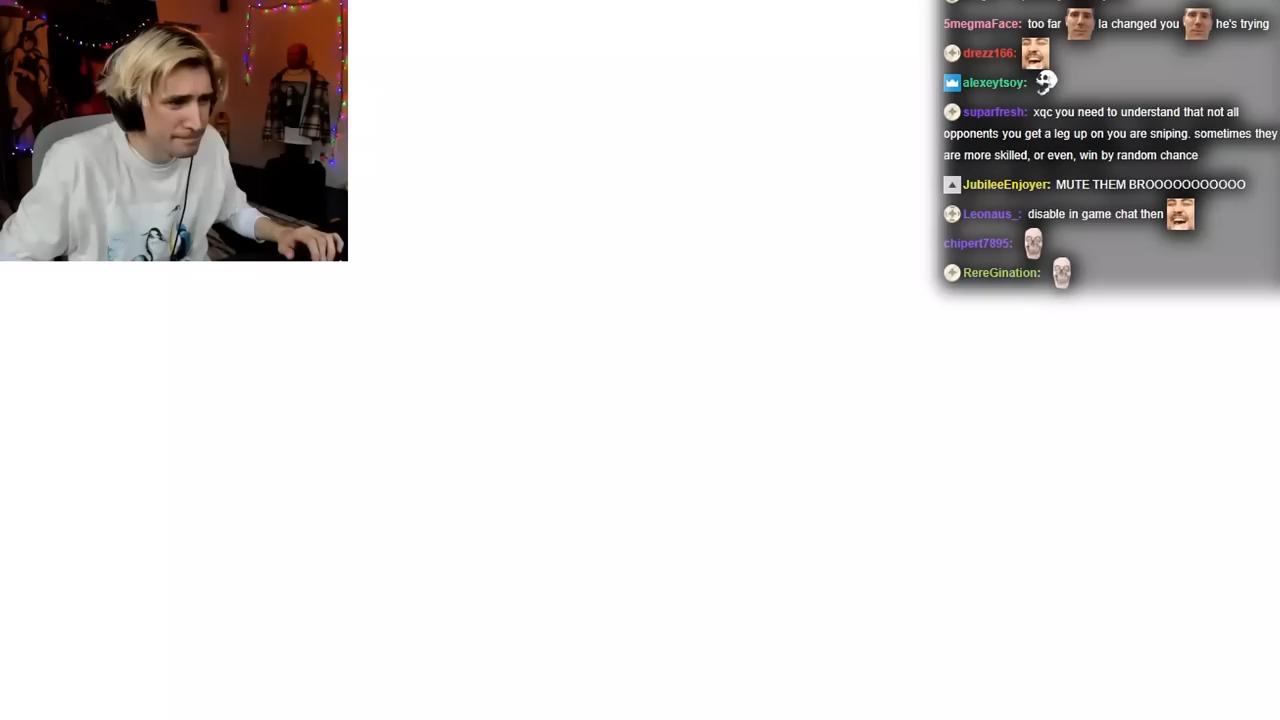 5megmaFace: too far la changed you he's trying
drezz166:
alexeytsoy:
suparfresh: xqc you need to understand that not all
opponents you get a leg up on you are sniping. sometimes they
are more skilled, or even, win by random chance
JubileeEnjoyer: MUTE THEM BROOOOOOOOOOO
Leonaus_: disable in game chat then
chipert7895:
RereGination: